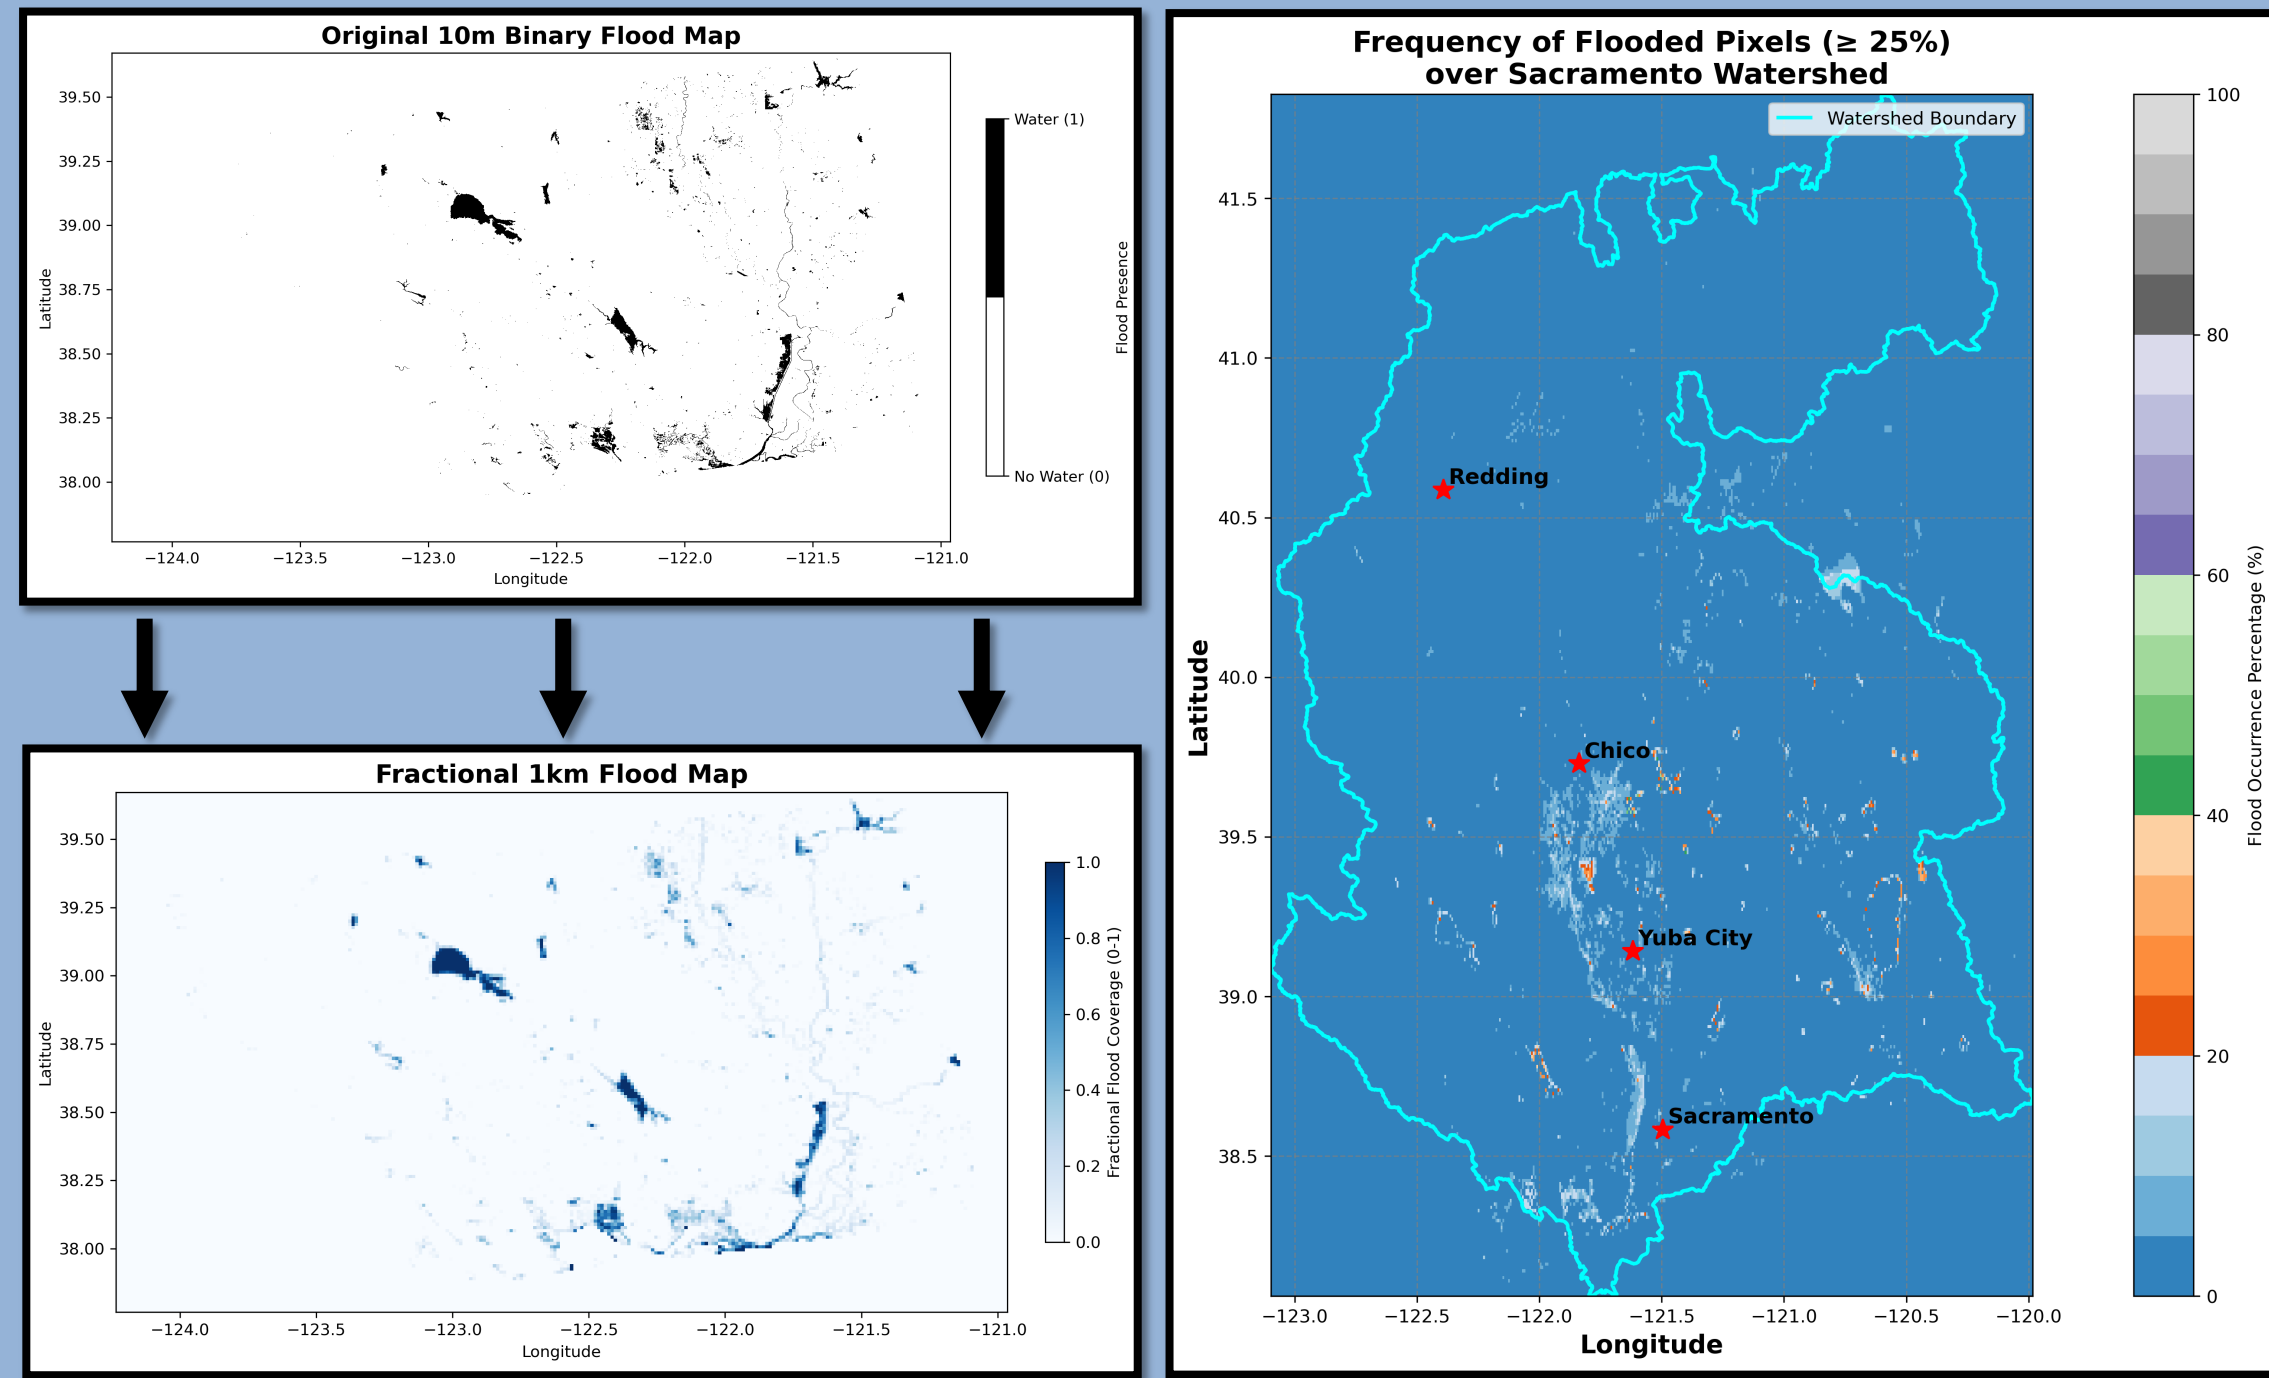 Original 10m Binary Flood Map
39.50
39.25
39.00
38.75
38.50
38.25
38.00
Latitude
−124.0
−123.5
−123.0
−122.5
−122.0
−121.5
−121.0
Longitude
Water (1)
No Water (0)
Flood Presence
Fractional 1km Flood Map
39.50
39.25
39.00
38.75
38.50
38.25
38.00
Latitude
−124.0
−123.5
−123.0
−122.5
−122.0
−121.5
−121.0
Longitude
1.0
0.8
0.6
0.4
0.2
0.0
Fractional Flood Coverage (0-1)
Frequency of Flooded Pixels (≥ 25%)
over Sacramento Watershed
Watershed Boundary
41.5
41.0
40.5
40.0
39.5
39.0
38.5
Latitude
Redding
Chico
Yuba City
Sacramento
−123.0
−122.5
−122.0
−121.5
−121.0
−120.5
−120.0
Longitude
100
80
60
40
20
0
Flood Occurrence Percentage (%)